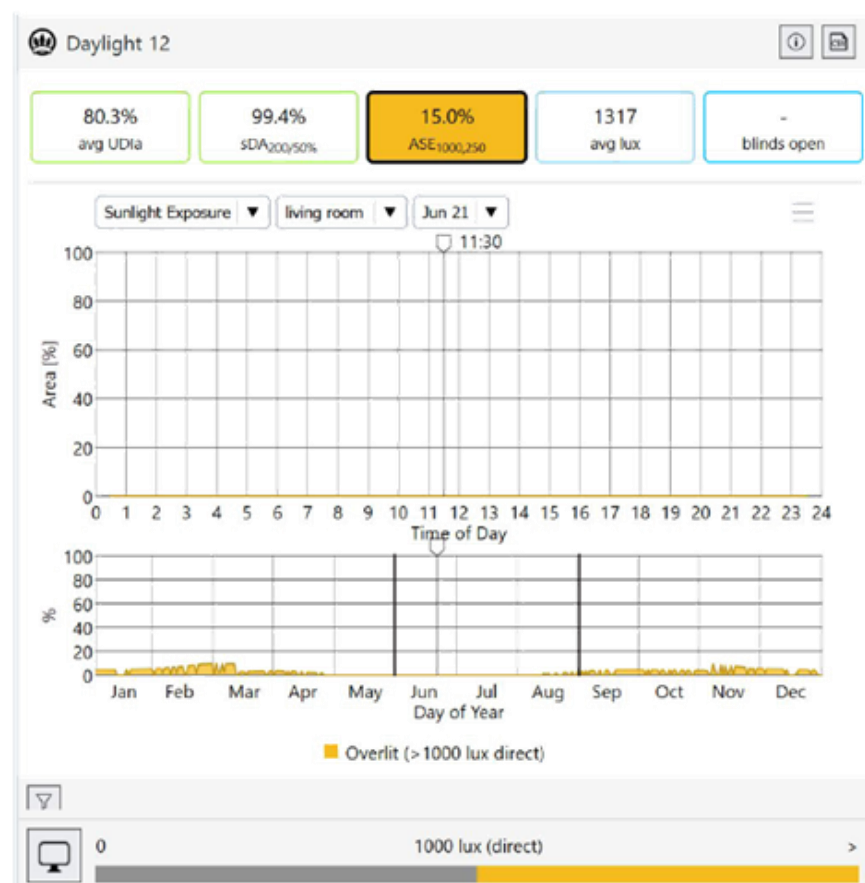 Daylight 12
80.3% 99.4% 15.0% 1317 -
avg UDIa sDA200/50% ASE1000,250 avg lux blinds open
Sunlight Exposure ▼ living room ▼ Jun 21 ▼
11:30
100
80
60
40
20
0
Area [%]
0 1 2 3 4 5 6 7 8 9 10 11 12 13 14 15 16 17 18 19 20 21 22 23 24
Time of Day
100
80
60
40
20
0
%
Jan Feb Mar Apr May Jun Jul Aug Sep Oct Nov Dec
Day of Year
Overlit (>1000 lux direct)
0 1000 lux (direct) >